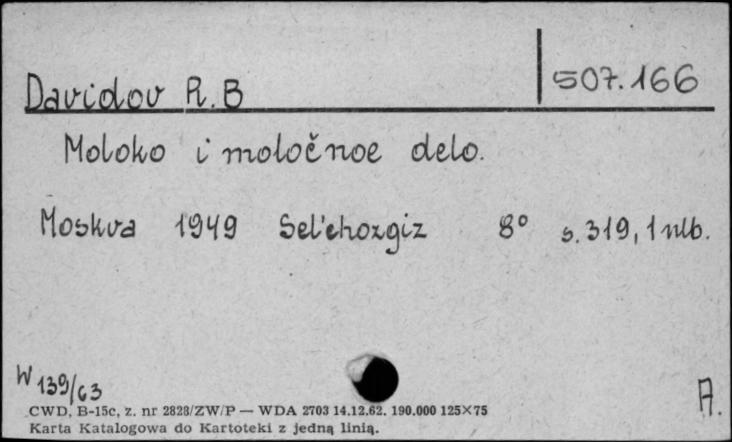 507.166
Davidov R.B
Moloko i moločnoe delo.
Moskva 1949 Sel'chozgiz 8° s. 319, 1 nlb.
W 139/63
A.
CWD, B-15c, z. nr 2828/ZW/P — WDA 2703 14.12.62. 190.000 125×75
Karta Katalogowa do Kartoteki z jedną linią.